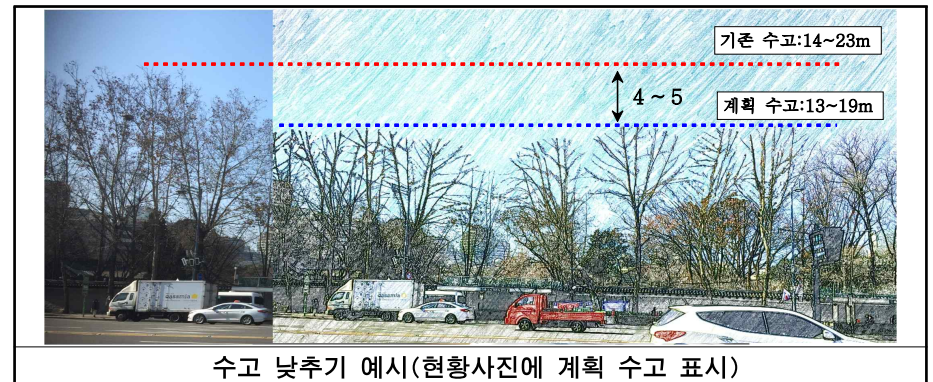 기존 수고:14~23m
4~5
계획 수고:13~19m
수고 낮추기 예시(현황사진에 계획 수고 표시)